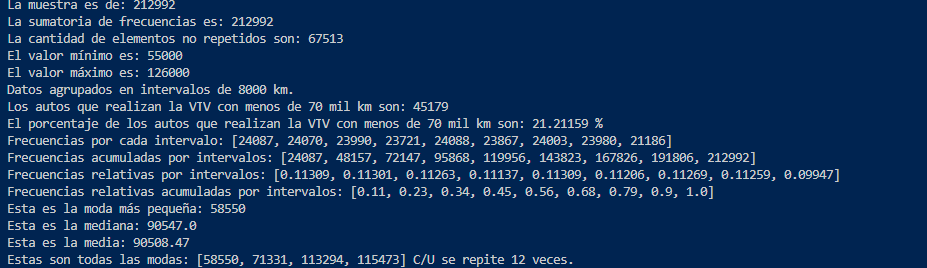 La muestra es de: 212992
La sumatoria de frecuencias es: 212992
La cantidad de elementos no repetidos son: 67513
El valor mínimo es: 55000
El valor máximo es: 126000
Datos agrupados en intervalos de 8000 km.
Los autos que realizan la VTV con menos de 70 mil km son: 45179
El porcentaje de los autos que realizan la VTV con menos de 70 mil km son: 21.21159 %
Frecuencias por cada intervalo: [24087, 24070, 23990, 23721, 24088, 23867, 24003, 23980, 21186]
Frecuencias acumuladas por intervalos: [24087, 48157, 72147, 95868, 119956, 143823, 167826, 191806, 212992]
Frecuencias relativas por intervalos: [0.11309, 0.11301, 0.11263, 0.11137, 0.11309, 0.11206, 0.11269, 0.11259, 0.09947]
Frecuencias relativas acumuladas por intervalos: [0.11, 0.23, 0.34, 0.45, 0.56, 0.68, 0.79, 0.9, 1.0]
Esta es la moda más pequeña: 58550
Esta es la mediana: 90547.0
Esta es la media: 90508.47
Estas son todas las modas: [58550, 71331, 113294, 115473] C/U se repite 12 veces.